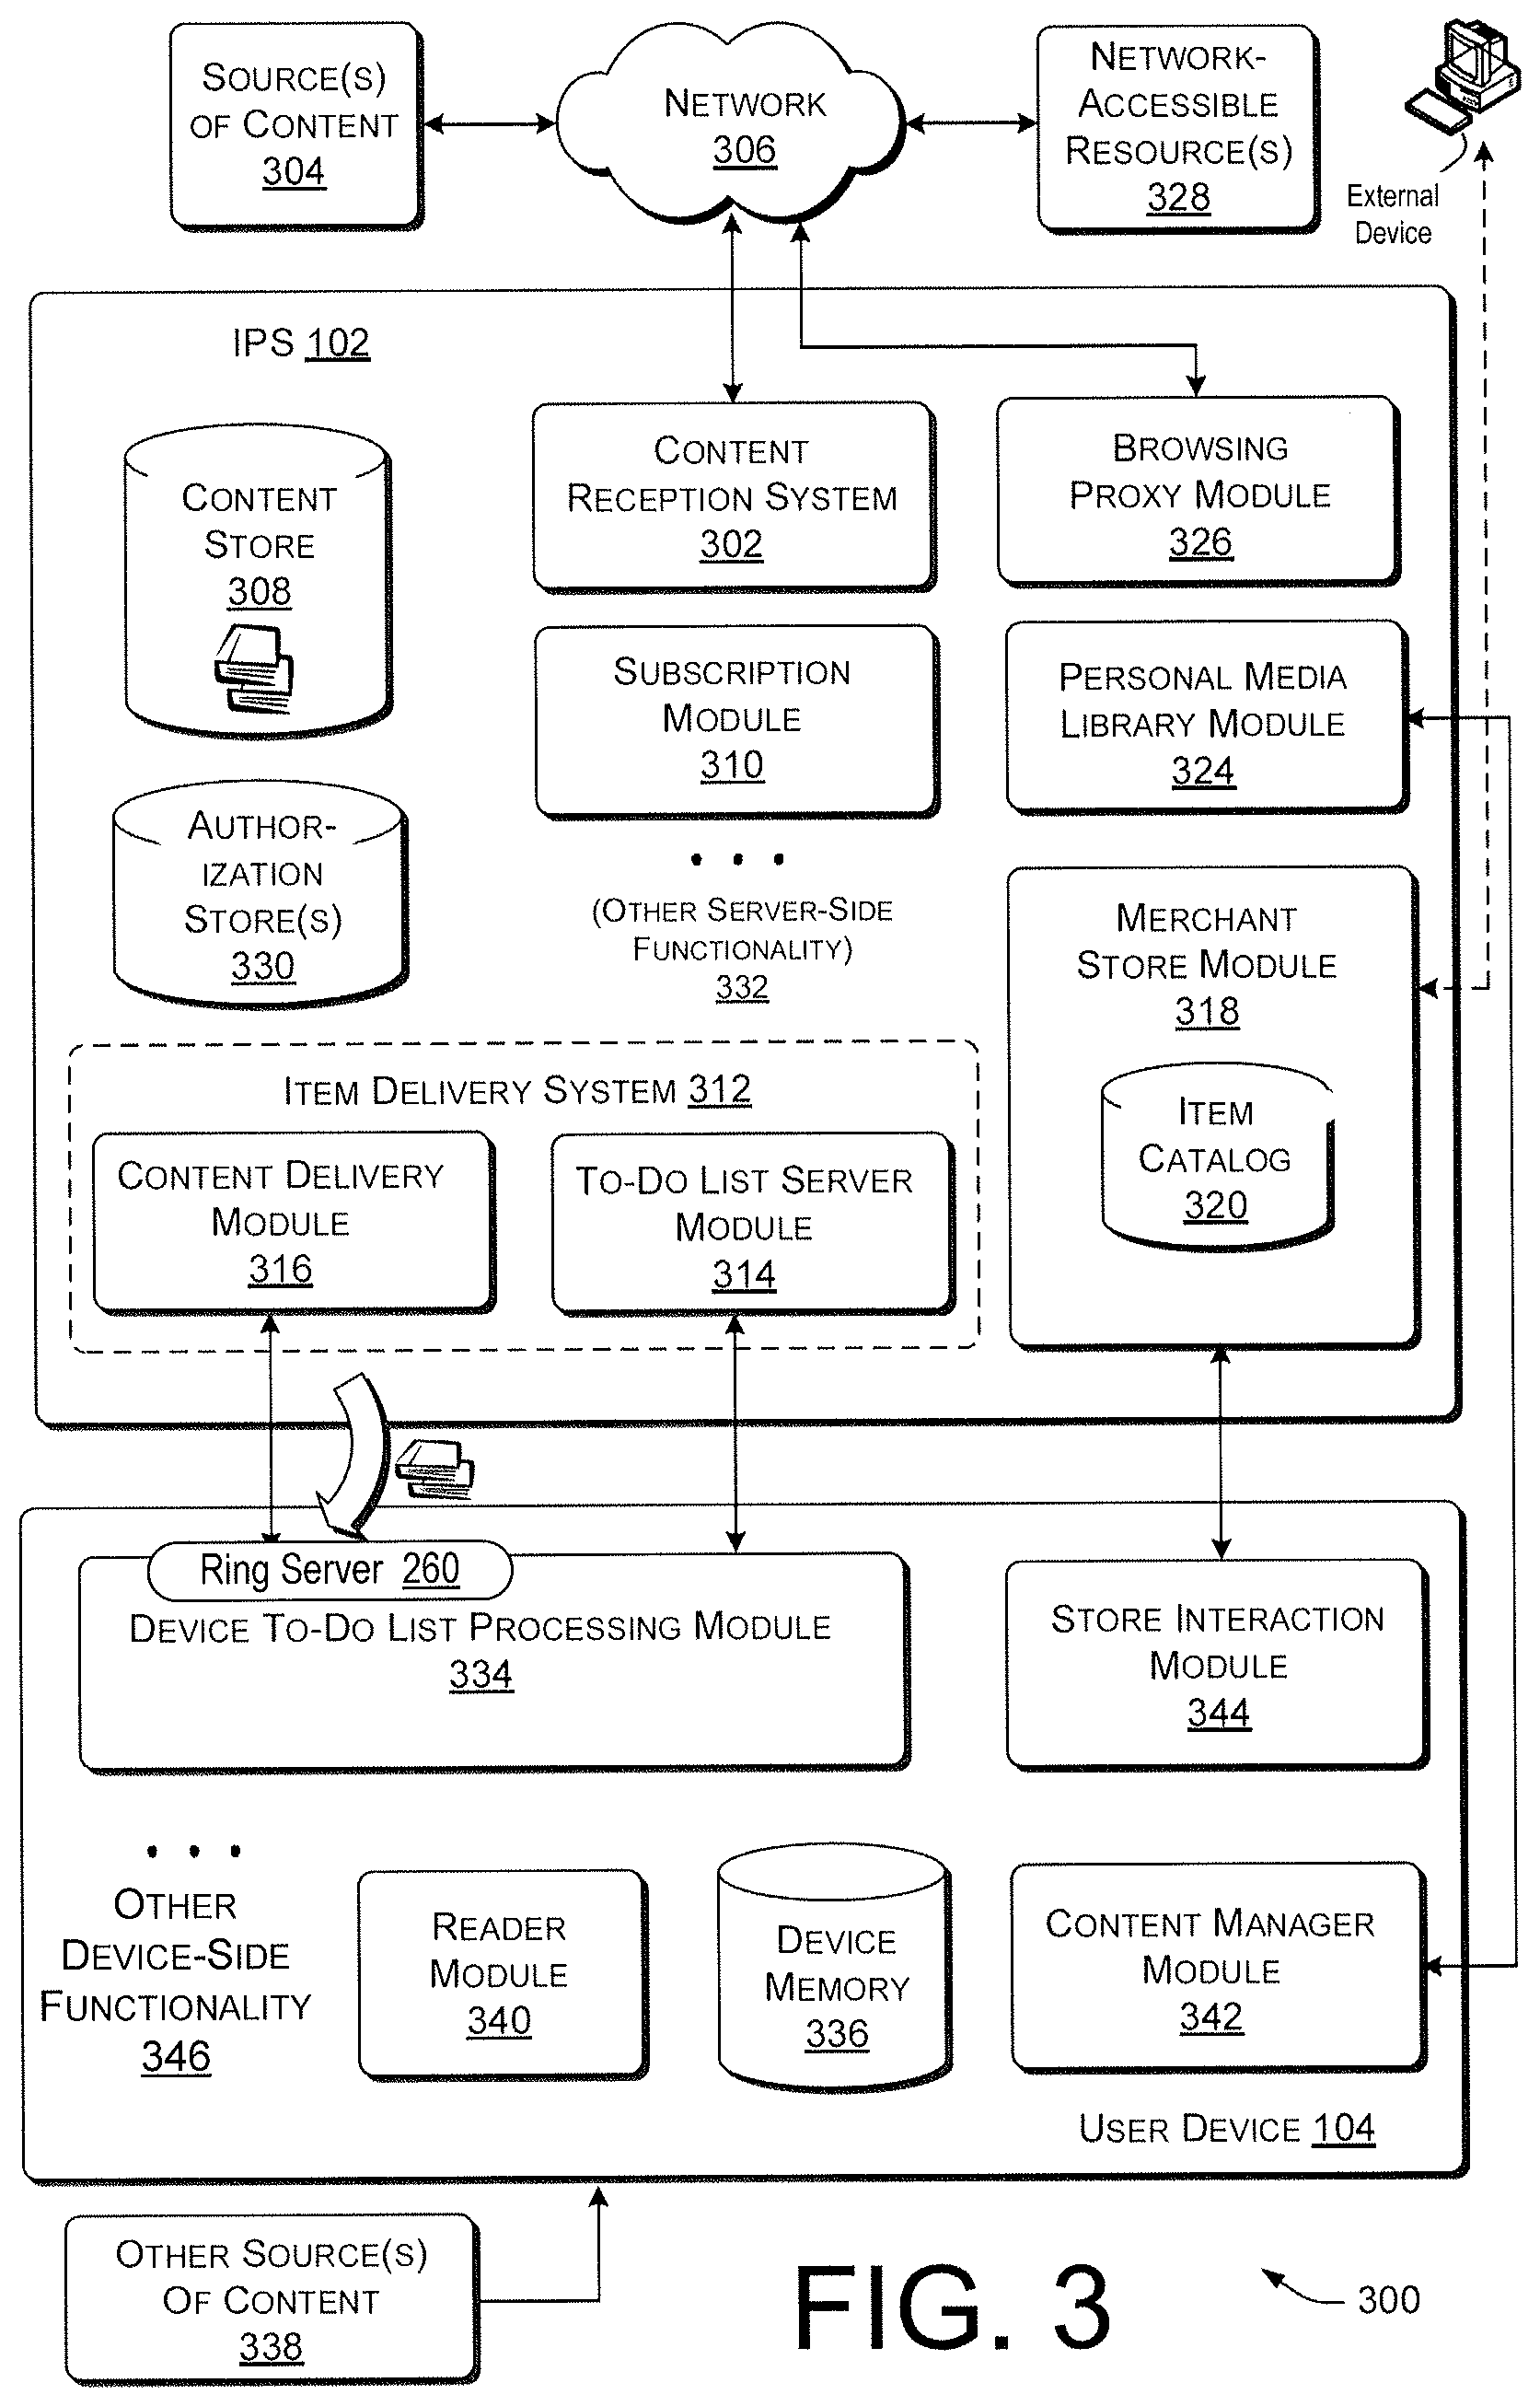 SOURCE(S)
OF CONTENT
304
NETWORK
306
NETWORK-
ACCESSIBLE
RESOURCE(S)
328
External
Device
IPS 102
CONTENT
STORE
308
CONTENT
RECEPTION SYSTEM
302
BROWSING
PROXY MODULE
326
SUBSCRIPTION
MODULE
310
PERSONAL MEDIA
LIBRARY MODULE
324
AUTHOR-
IZATION
STORE(S)
330
(OTHER SERVER-SIDE
FUNCTIONALITY)
332
MERCHANT
STORE MODULE
318
ITEM
CATALOG
320
ITEM DELIVERY SYSTEM 312
CONTENT DELIVERY
MODULE
316
TO-DO LIST SERVER
MODULE
314
Ring Server 260
DEVICE TO-DO LIST PROCESSING MODULE
334
STORE INTERACTION
MODULE
344
OTHER
DEVICE-SIDE
FUNCTIONALITY
346
READER
MODULE
340
DEVICE
MEMORY
336
CONTENT MANAGER
MODULE
342
USER DEVICE 104
OTHER SOURCE(S)
OF CONTENT
338
FIG. 3
300